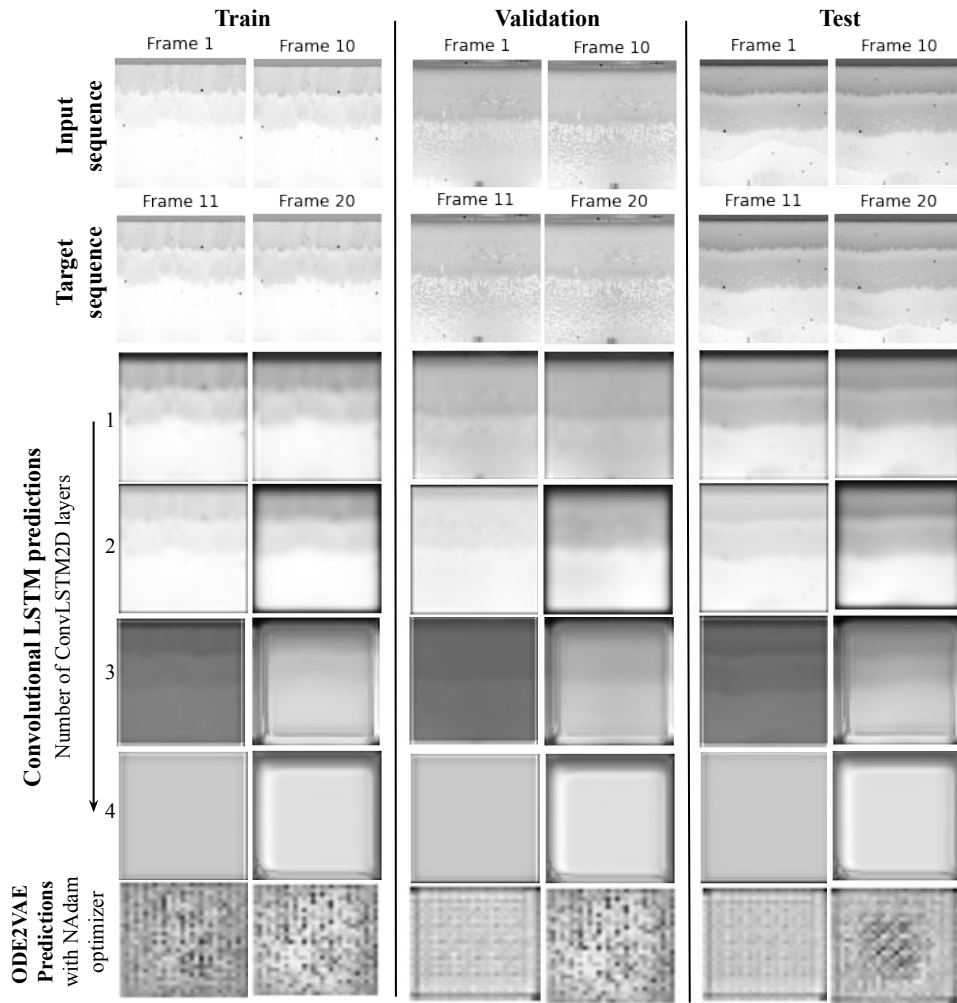 Train
Validation
Test
Frame 1
Frame 10
Frame 1
Frame 10
Frame 1
Frame 10
Input
sequence
Frame 11
Frame 20
Frame 11
Frame 20
Frame 11
Frame 20
Target
sequence
Convolutional LSTM predictions
Number of ConvLSTM2D layers
1
2
3
4
ODE2VAE
Predictions
with NAdam
optimizer